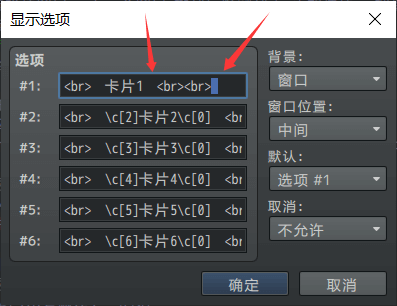 显示选项
选项
#1: <br>  卡片1  <br><br>
#2: <br>  \c[2]卡片2\c[0]  <br
#3: <br>  \c[3]卡片3\c[0]  <br
#4: <br>  \c[4]卡片4\c[0]  <br
#5: <br>  \c[5]卡片5\c[0]  <br
#6: <br>  \c[6]卡片6\c[0]  <br
背景:
窗口
窗口位置:
中间
默认:
选项 #1
取消:
不允许
确定
取消